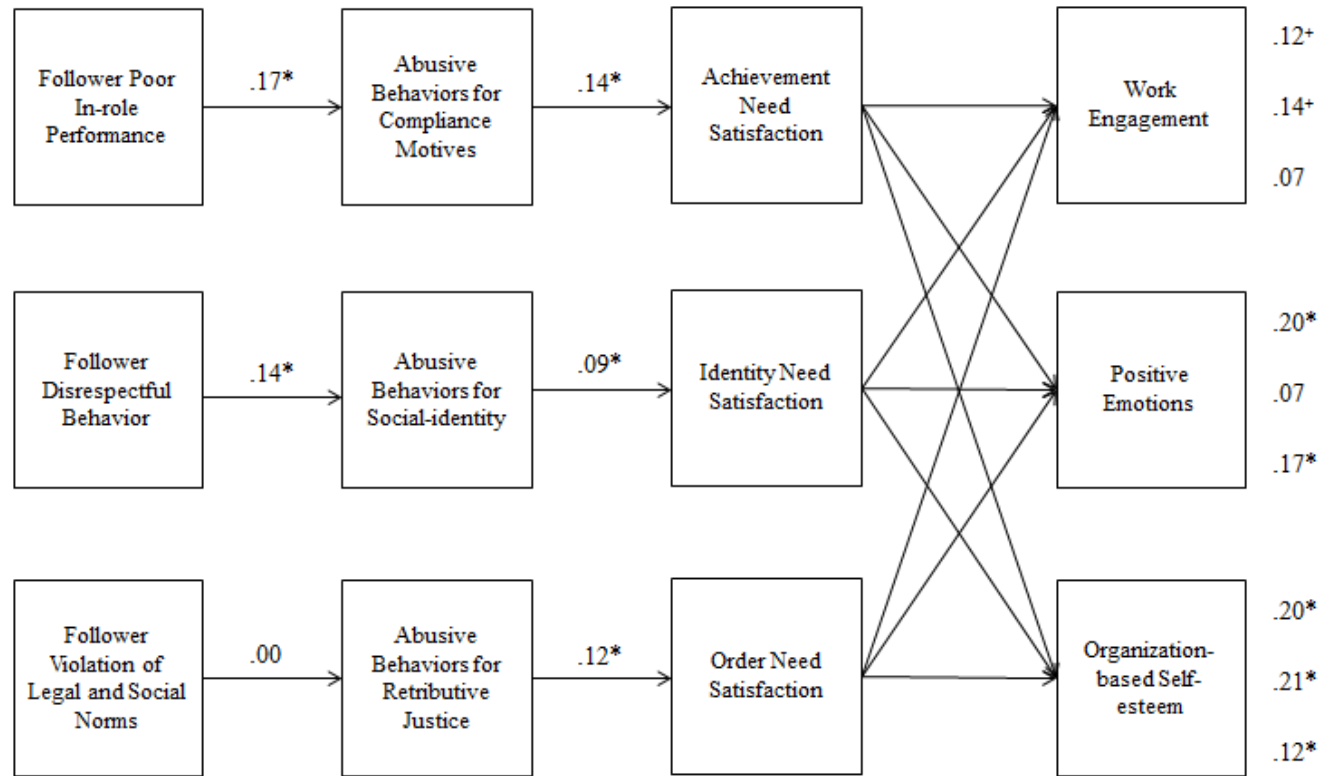 Follower Poor
In-role
Performance
.17*
Abusive
Behaviors for
Compliance
Motives
.14*
Achievement
Need
Satisfaction
Work
Engagement
.12+
.14+
.07
Follower
Disrespectful
Behavior
.14*
Abusive
Behaviors for
Social-identity
.09*
Identity Need
Satisfaction
Positive
Emotions
.20*
.07
.17*
Follower
Violation of
Legal and Social
Norms
.00
Abusive
Behaviors for
Retributive
Justice
.12*
Order Need
Satisfaction
Organization-
based Self-
esteem
.20*
.21*
.12*